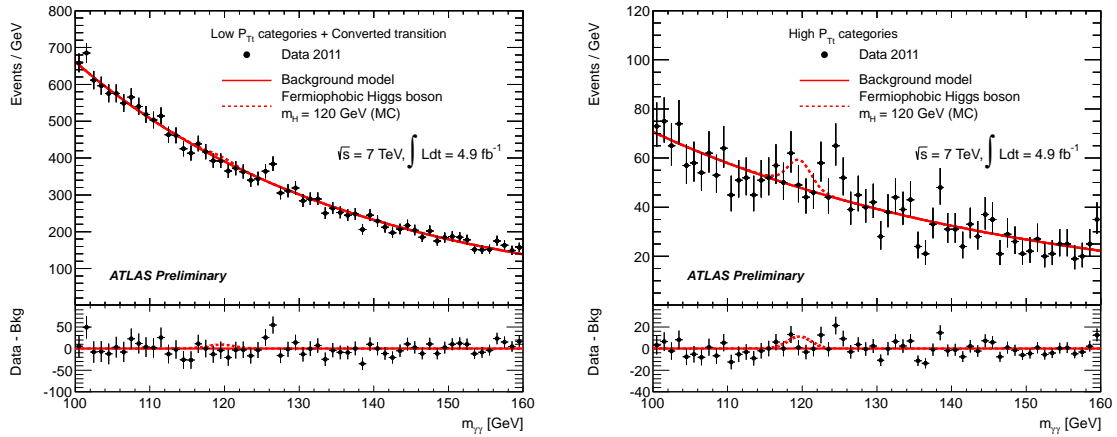 Low P_Tt categories + Converted transition
Data 2011
Background model
Fermiophobic Higgs boson
m_H = 120 GeV (MC)
√s = 7 TeV, ∫ Ldt = 4.9 fb⁻¹
ATLAS Preliminary
Events / GeV
800
700
600
500
400
300
200
100
Data - Bkg
50
0
-50
-100
100 110 120 130 140 150 160
m_γγ [GeV]
High P_Tt categories
Data 2011
Background model
Fermiophobic Higgs boson
m_H = 120 GeV (MC)
√s = 7 TeV, ∫ Ldt = 4.9 fb⁻¹
ATLAS Preliminary
Events / GeV
120
100
80
60
40
20
Data - Bkg
20
0
-20
100 110 120 130 140 150 160
m_γγ [GeV]